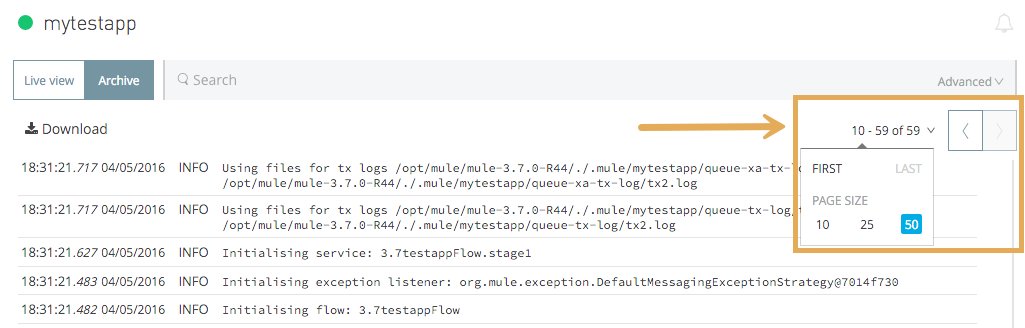 mytestapp
Live view Archive Search Advanced
Download 10 - 59 of 59
FIRST LAST
PAGE SIZE
10 25 50
18:31:21.717 04/05/2016 INFO Using files for tx logs /opt/mule/mule-3.7.0-R44/./.mule/mytestapp/queue-xa-tx-
/opt/mule/mule-3.7.0-R44/./.mule/mytestapp/queue-xa-tx-log/tx2.log
18:31:21.717 04/05/2016 INFO Using files for tx logs /opt/mule/mule-3.7.0-R44/./.mule/mytestapp/queue-tx-log/
/opt/mule/mule-3.7.0-R44/./.mule/mytestapp/queue-tx-log/tx2.log
18:31:21.627 04/05/2016 INFO Initialising service: 3.7testappFlow.stage1
18:31:21.483 04/05/2016 INFO Initialising exception listener: org.mule.exception.DefaultMessagingExceptionStrategy@7014f730
18:31:21.482 04/05/2016 INFO Initialising flow: 3.7testappFlow